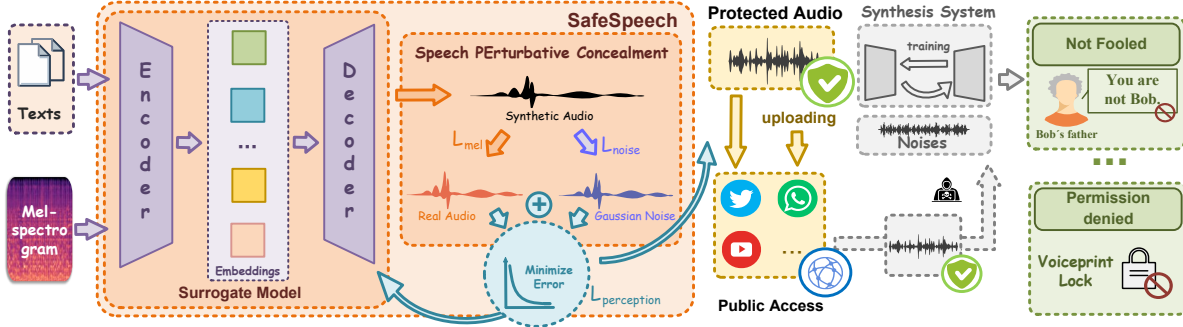 Texts
Mel-
spectro
gram
Encoder
...
Embeddings
Decoder
Surrogate Model
SafeSpeech
Speech PErturbative Concealment
Synthetic Audio
L_mel
L_noise
Real Audio
Gaussian Noise
Minimize
Error
L_perception
Protected Audio
uploading
...
Public Access
Synthesis System
training
Noises
Not Fooled
You are
not Bob.
Bob's father
...
Permission
denied
Voiceprint
Lock